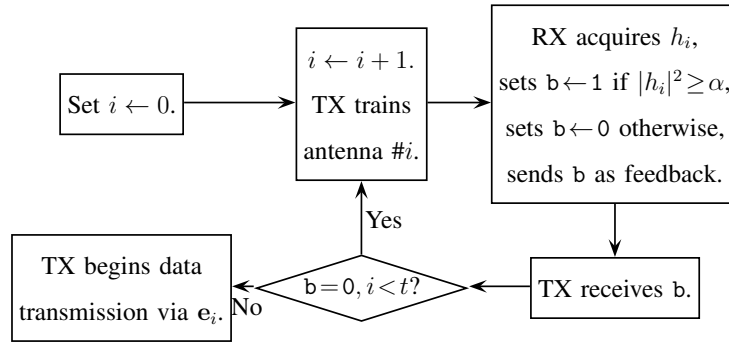 Set i ← 0.
i ← i + 1.
TX trains
antenna #i.
RX acquires h_i,
sets b←1 if |h_i|²≥α,
sets b←0 otherwise,
sends b as feedback.
TX receives b.
b=0, i<t?
Yes
No
TX begins data
transmission via e_i.